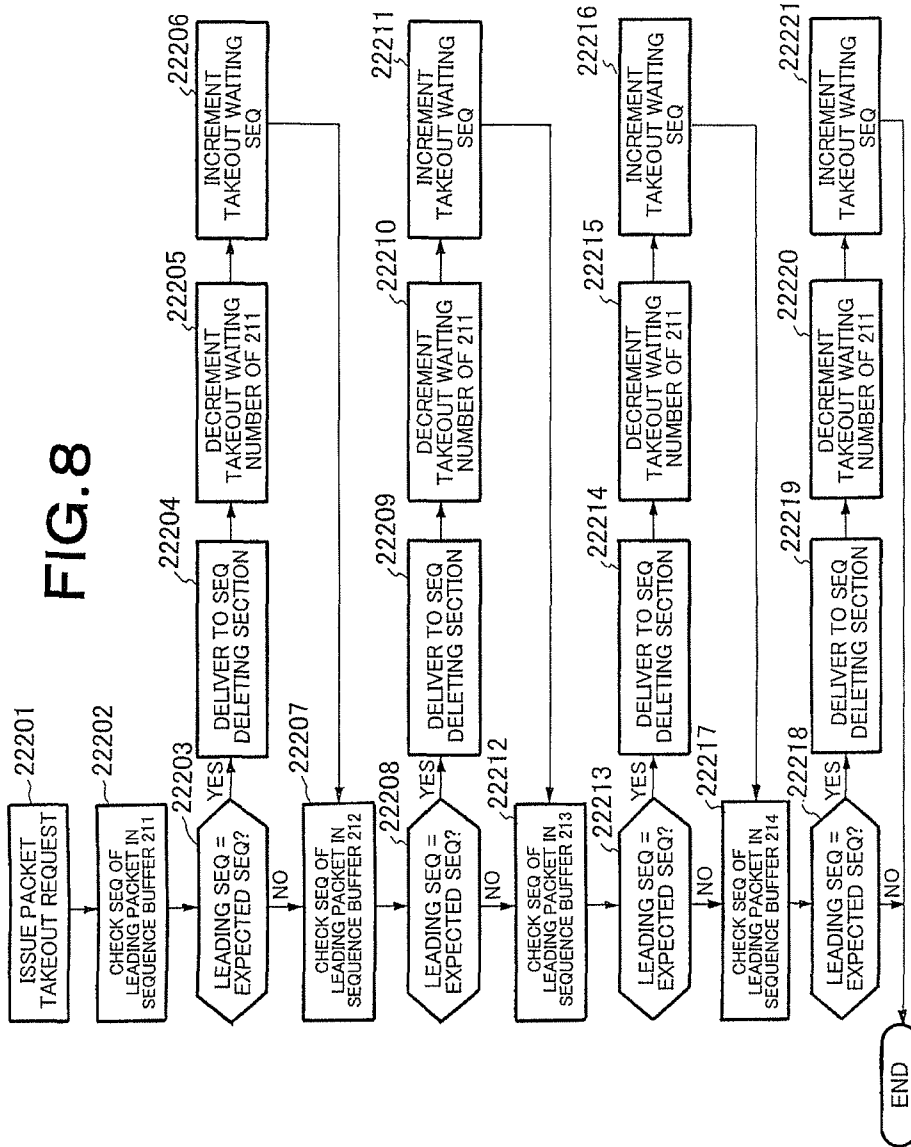 FIG.8
22201
ISSUE PACKET
TAKEOUT REQUEST
22202
CHECK SEQ OF
LEADING PACKET IN
SEQUENCE BUFFER 211
22203
LEADING SEQ =
EXPECTED SEQ?
YES
NO
22204
DELIVER TO SEQ
DELETING SECTION
22205
DECREMENT
TAKEOUT WAITING
NUMBER OF 211
22206
INCREMENT
TAKEOUT WAITING
SEQ
22207
CHECK SEQ OF
LEADING PACKET IN
SEQUENCE BUFFER 212
22208
LEADING SEQ =
EXPECTED SEQ?
YES
NO
22209
DELIVER TO SEQ
DELETING SECTION
22210
DECREMENT
TAKEOUT WAITING
NUMBER OF 211
22211
INCREMENT
TAKEOUT WAITING
SEQ
22212
CHECK SEQ OF
LEADING PACKET IN
SEQUENCE BUFFER 213
22213
LEADING SEQ =
EXPECTED SEQ?
YES
NO
22214
DELIVER TO SEQ
DELETING SECTION
22215
DECREMENT
TAKEOUT WAITING
NUMBER OF 211
22216
INCREMENT
TAKEOUT WAITING
SEQ
22217
CHECK SEQ OF
LEADING PACKET IN
SEQUENCE BUFFER 214
22218
LEADING SEQ =
EXPECTED SEQ?
YES
NO
22219
DELIVER TO SEQ
DELETING SECTION
22220
DECREMENT
TAKEOUT WAITING
NUMBER OF 211
22221
INCREMENT
TAKEOUT WAITING
SEQ
END